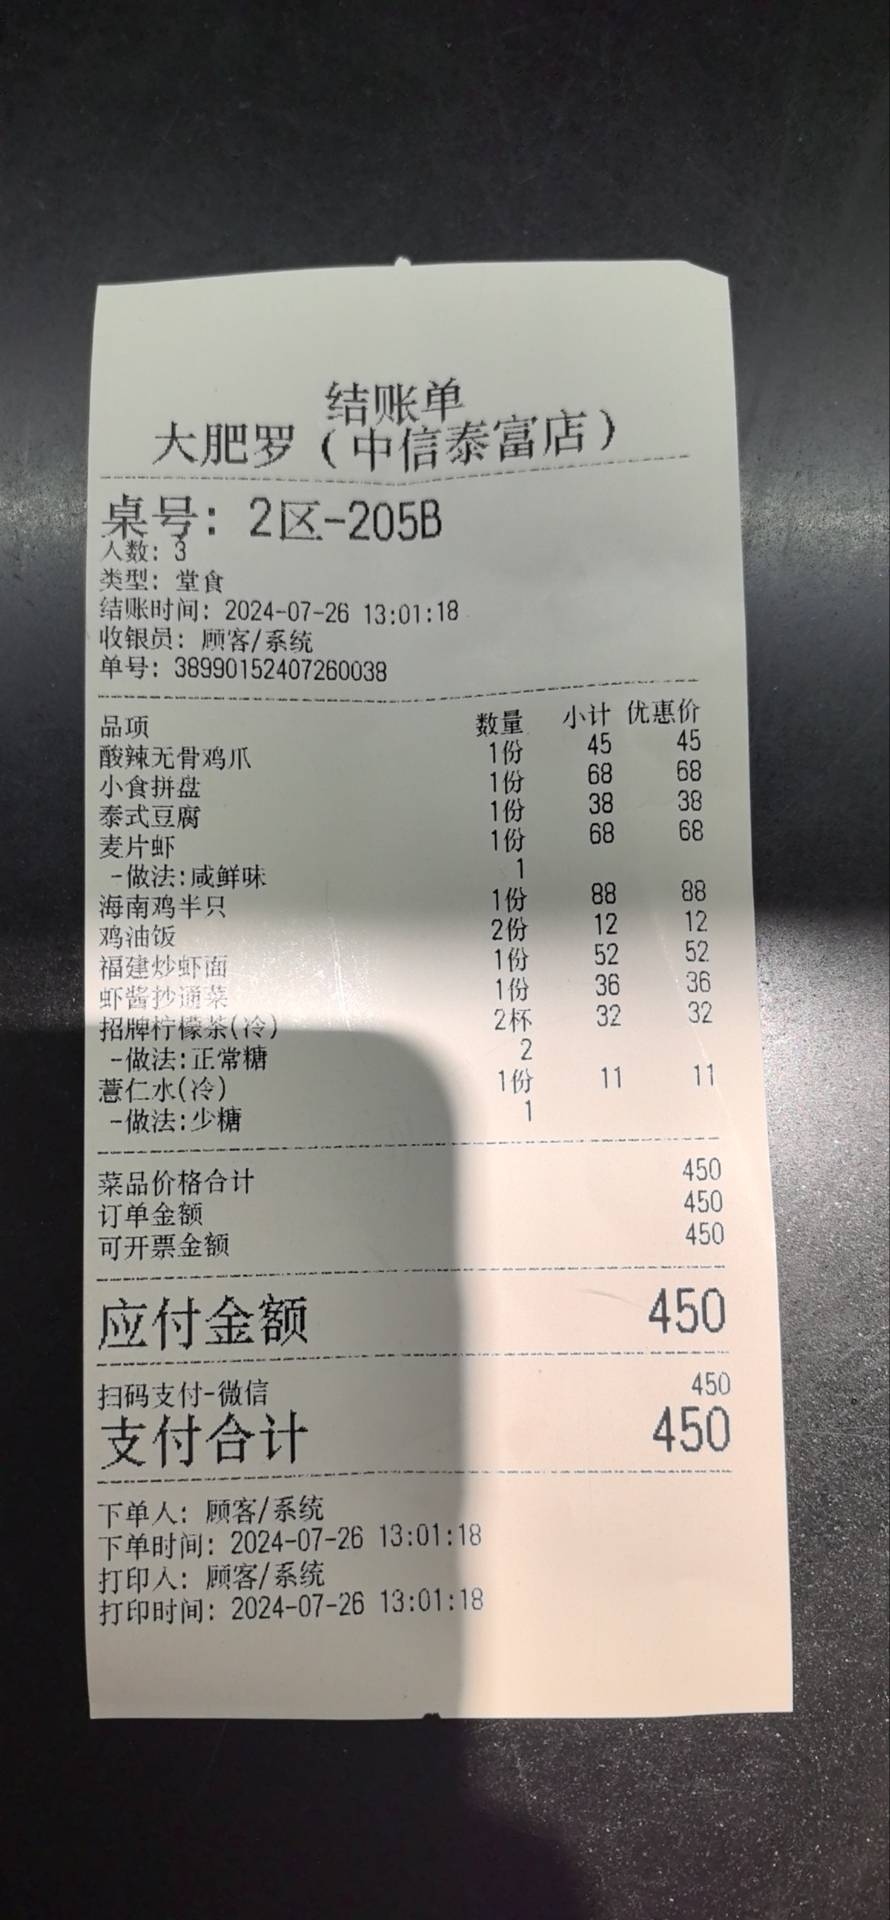 结账单
大肥罗（中信泰富店）
桌号: 2区-205B
人数: 3
类型: 堂食
结账时间: 2024-07-26 13:01:18
收银员: 顾客/系统
单号: 38990152407260038
品项 数量 小计 优惠价
酸辣无骨鸡爪 1份 45 45
小食拼盘 1份 68 68
泰式豆腐 1份 38 38
麦片虾 1份 68 68
-做法:咸鲜味 1
海南鸡半只 1份 88 88
鸡油饭 2份 12 12
福建炒虾面 1份 52 52
虾酱抄通菜 1份 36 36
招牌柠檬茶(冷) 2杯 32 32
-做法:正常糖 2
薏仁水(冷) 1份 11 11
-做法:少糖 1
菜品价格合计 450
订单金额 450
可开票金额 450
应付金额 450
扫码支付-微信 450
支付合计 450
下单人: 顾客/系统
下单时间: 2024-07-26 13:01:18
打印人: 顾客/系统
打印时间: 2024-07-26 13:01:18